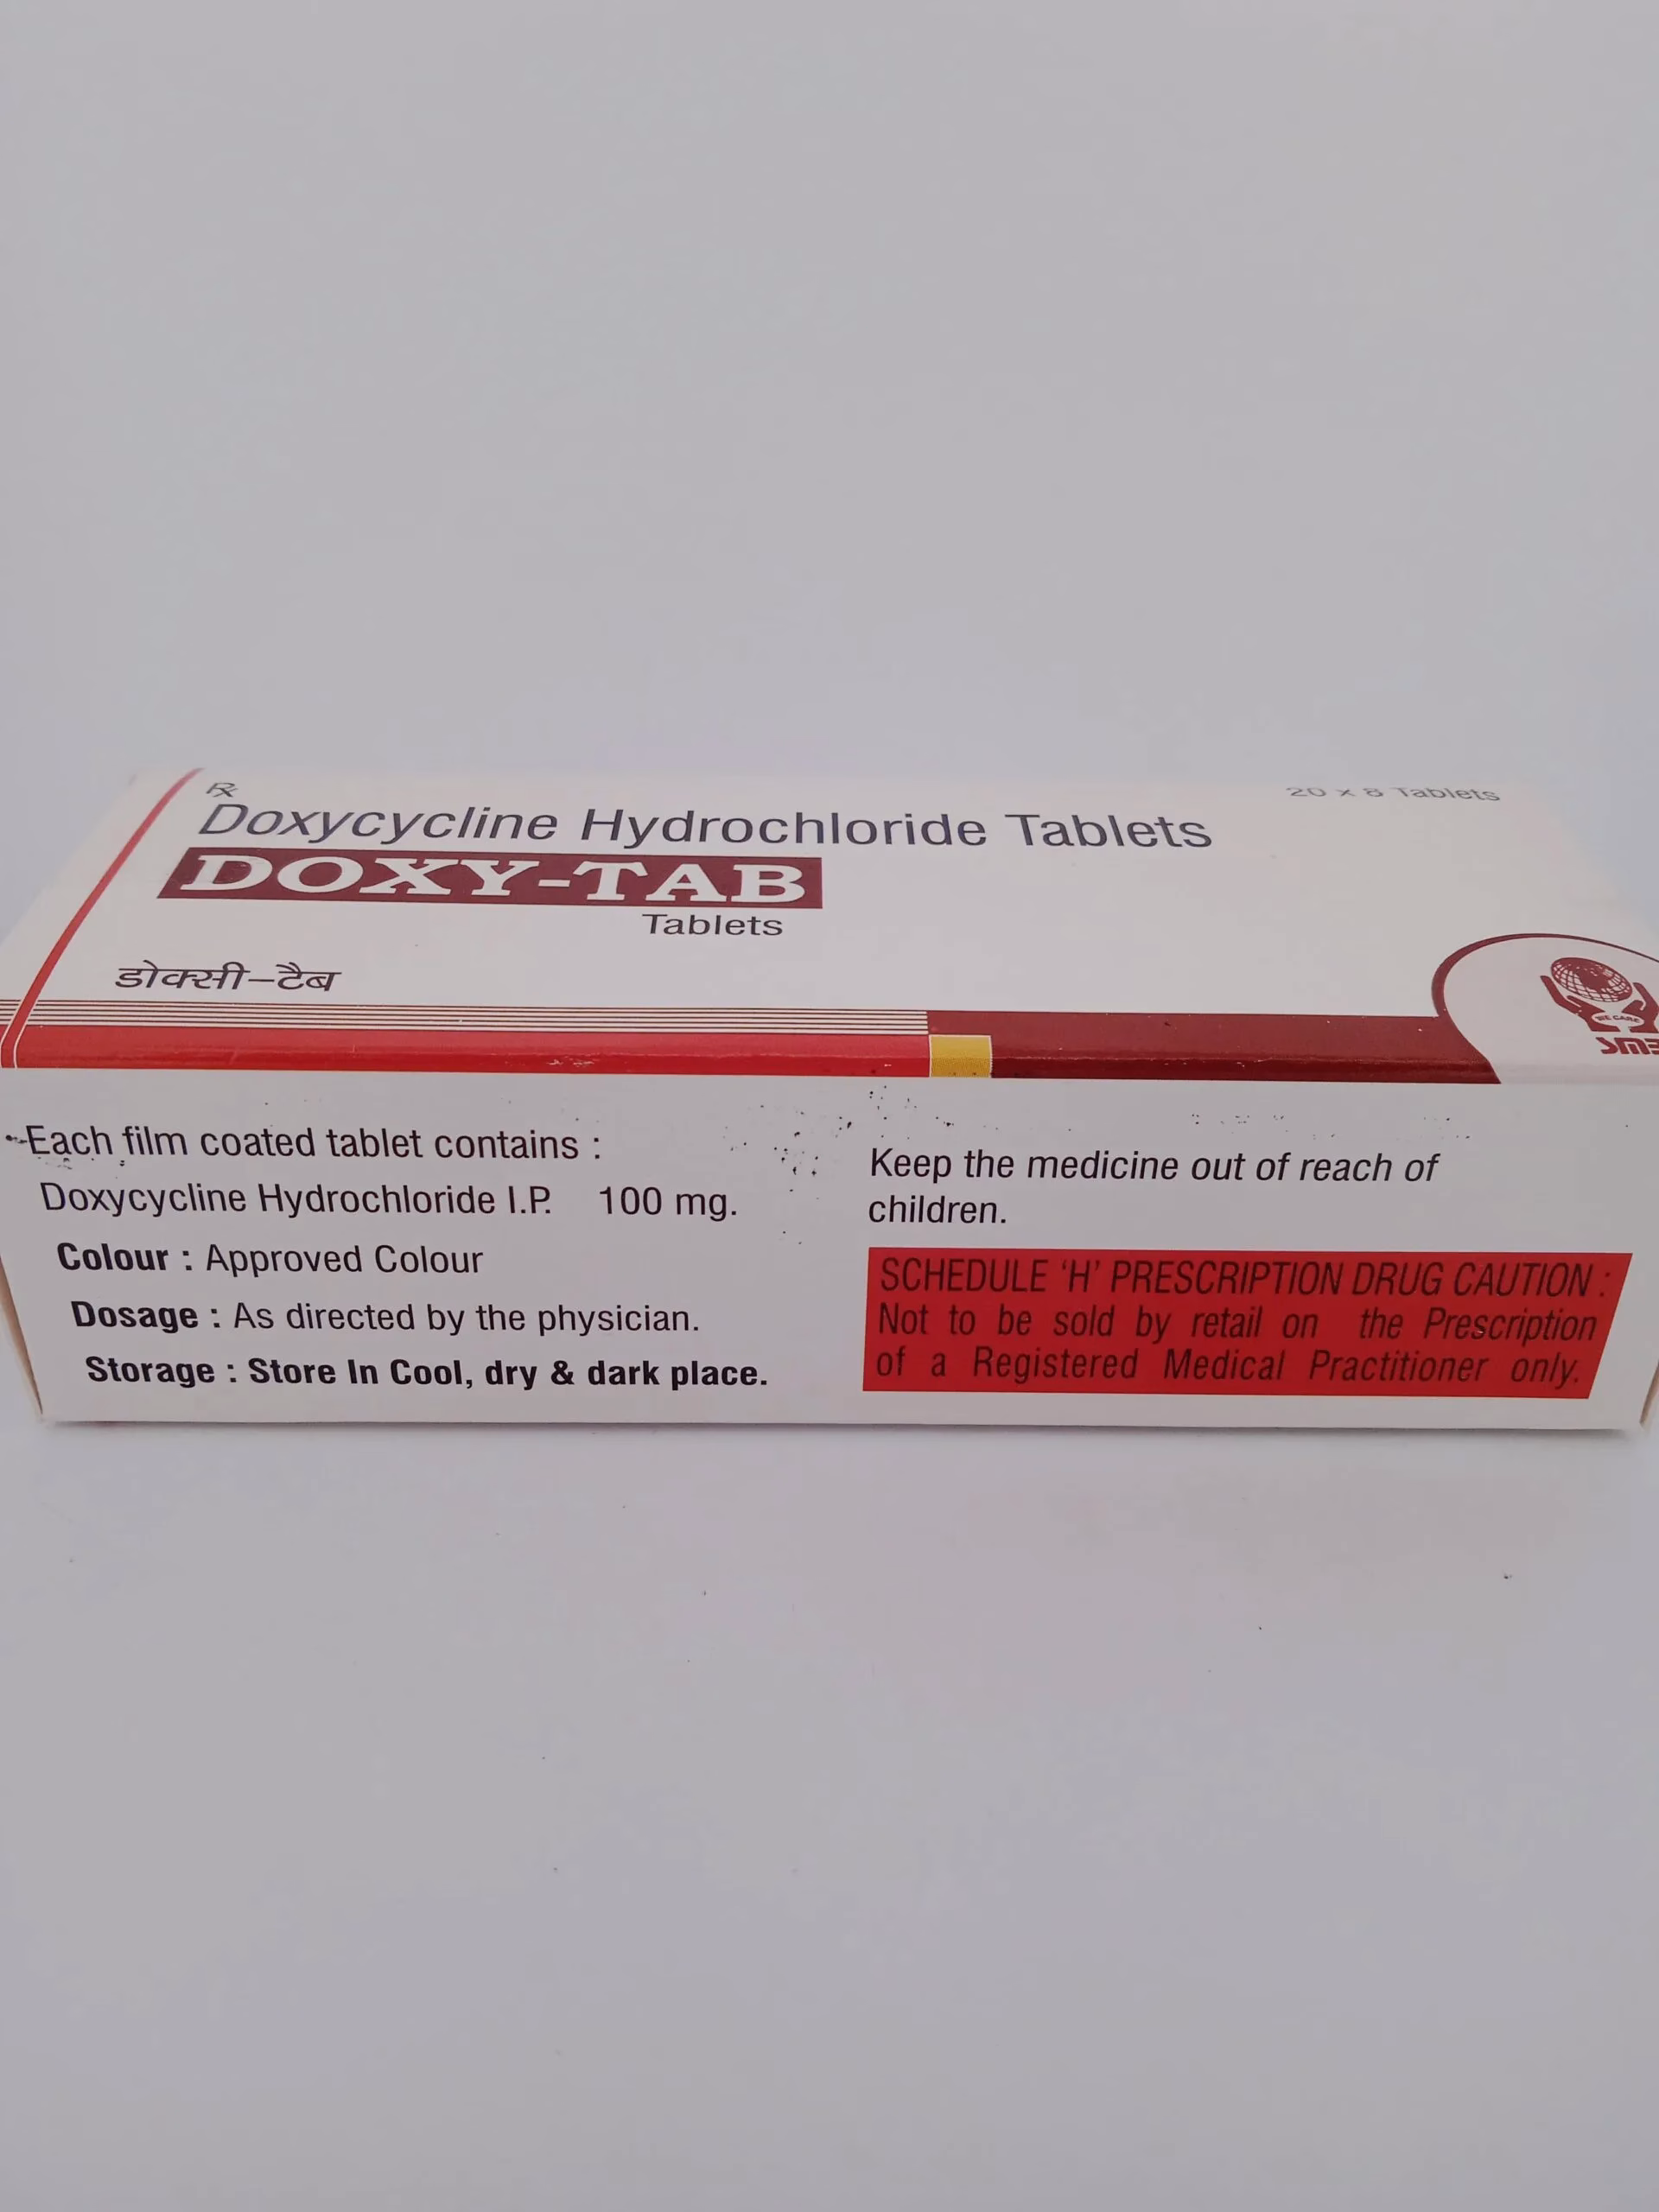 Rx
20 x 8 Tablets
Doxycycline Hydrochloride Tablets
DOXY-TAB
Tablets
डोक्सी-टैब
WE CARE
Each film coated tablet contains :
Doxycycline Hydrochloride I.P. 100 mg.
Colour : Approved Colour
Dosage : As directed by the physician.
Storage : Store In Cool, dry & dark place.
Keep the medicine out of reach of
children.
SCHEDULE 'H' PRESCRIPTION DRUG CAUTION :
Not to be sold by retail on the Prescription
of a Registered Medical Practitioner only.